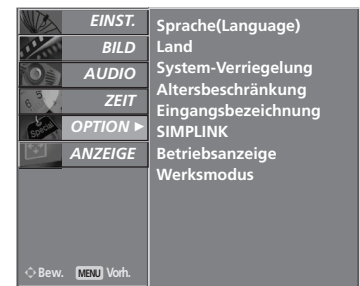 EINST.
BILD
AUDIO
ZEIT
OPTION ►
ANZEIGE
Bew. MENU Vorh.
Sprache(Language)
Land
System-Verriegelung
Altersbeschränkung
Eingangsbezeichnung
SIMPLINK
Betriebsanzeige
Werksmodus